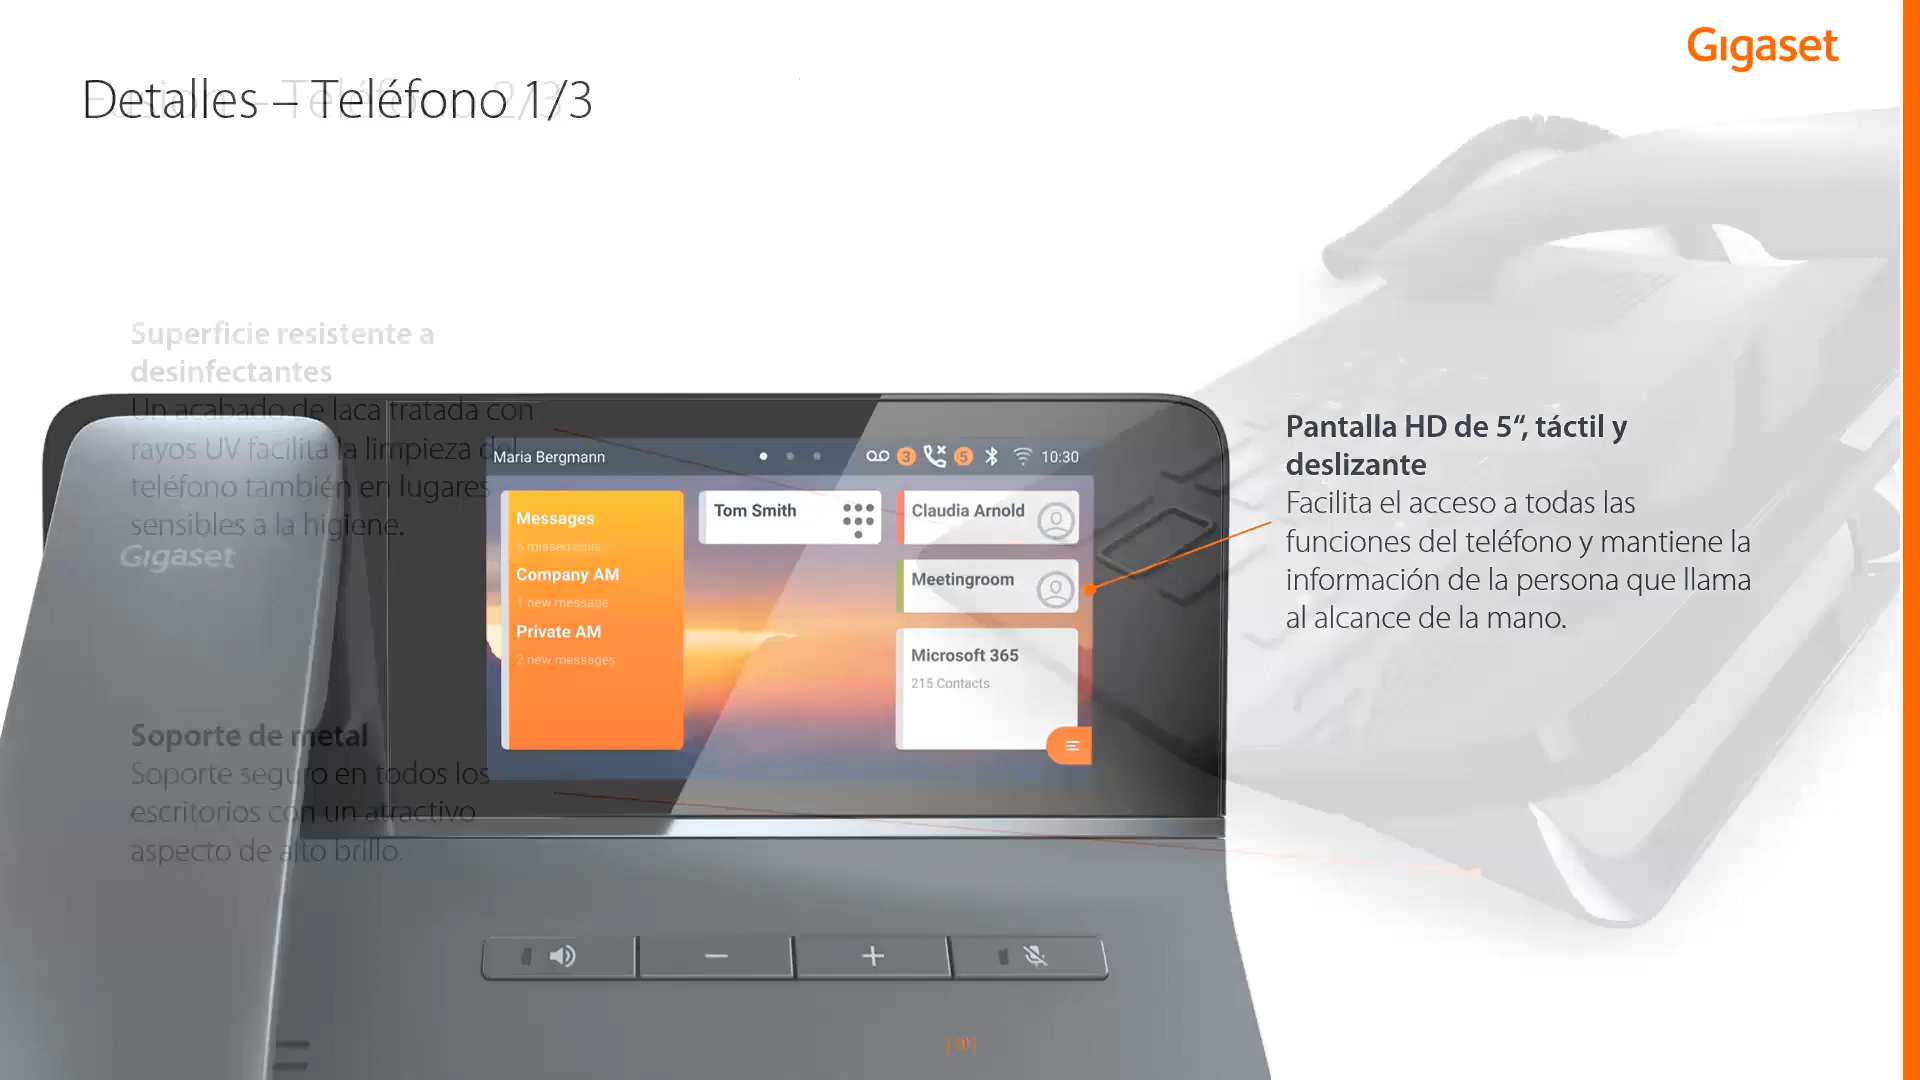 Gigaset
Detalles – Teléfono 1/3
Superficie resistente a
desinfectantes
Un acabado de laca tratada con
rayos UV facilita la limpieza del
teléfono también en lugares
sensibles a la higiene.
Gigaset
Soporte de metal
Soporte seguro en todos los
escritorios con un atractivo
aspecto de alto brillo.
Maria Bergmann
3
5
10:30
Messages
missed calls
Company AM
1 new message
Private AM
2 new messages
Tom Smith
Claudia Arnold
Meetingroom
Microsoft 365
215 Contacts
Pantalla HD de 5“, táctil y
deslizante
Facilita el acceso a todas las
funciones del teléfono y mantiene la
información de la persona que llama
al alcance de la mano.